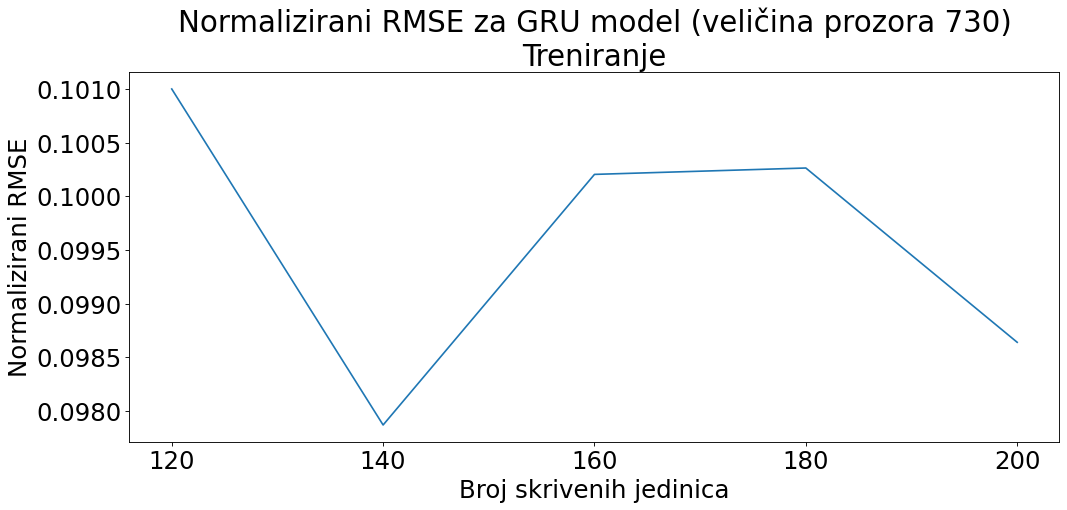 Normalizirani RMSE za GRU model (veličina prozora 730)
Treniranje
Normalizirani RMSE
0.1010
0.1005
0.1000
0.0995
0.0990
0.0985
0.0980
120 140 160 180 200
Broj skrivenih jedinica